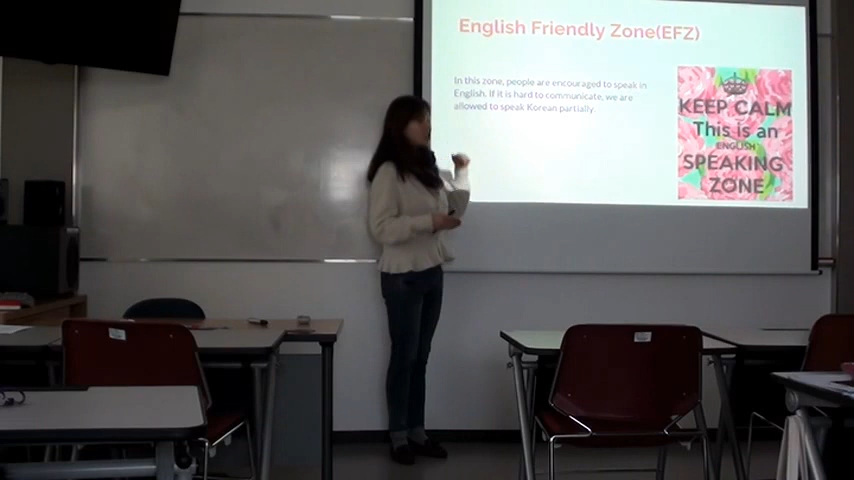 English Friendly Zone(EFZ)
In this zone, people are encouraged to speak in
English. If it is hard to communicate, we are
allowed to speak Korean partially.
KEEP CALM
This is an
ENGLISH
SPEAKING
ZONE